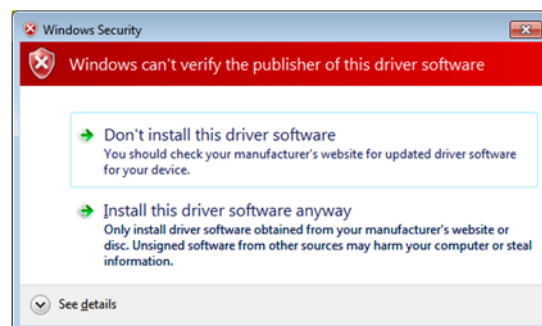 Windows Security
Windows can't verify the publisher of this driver software
Don't install this driver software
You should check your manufacturer's website for updated driver software
for your device.
Install this driver software anyway
Only install driver software obtained from your manufacturer's website or
disc. Unsigned software from other sources may harm your computer or steal
information.
See details